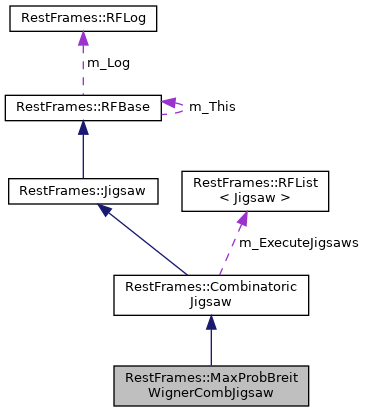 RestFrames::RFLog
m_Log
RestFrames::RFBase
m_This
RestFrames::Jigsaw
RestFrames::RFList
< Jigsaw >
m_ExecuteJigsaws
RestFrames::Combinatoric
Jigsaw
RestFrames::MaxProbBreit
WignerCombJigsaw